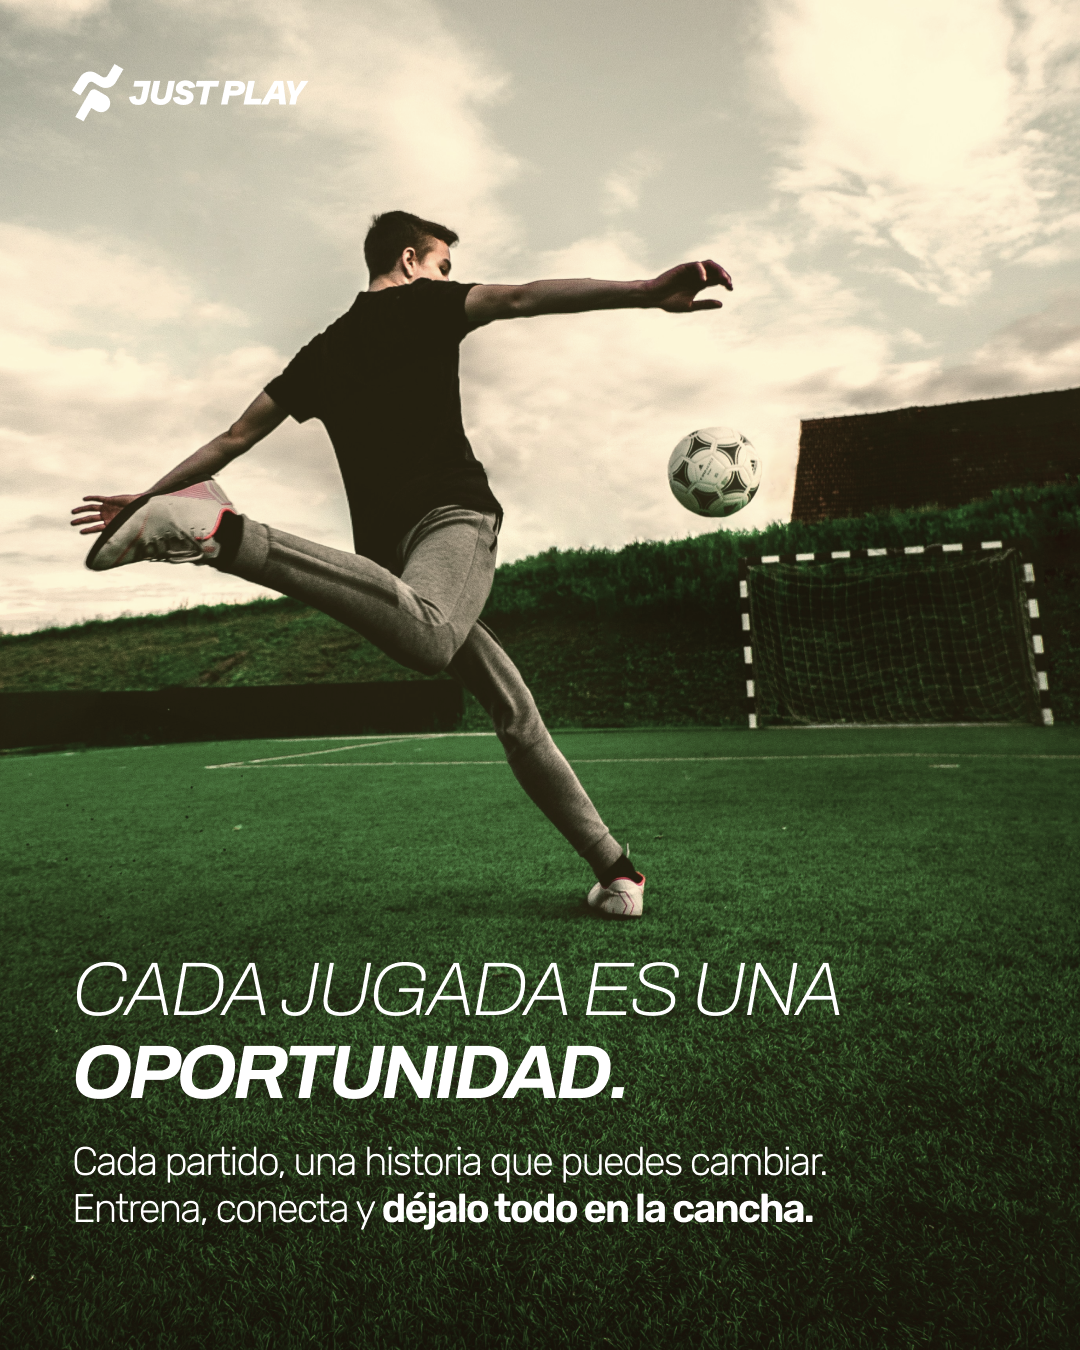 JUST PLAY
CADA JUGADA ES UNA
OPORTUNIDAD.
Cada partido, una historia que puedes cambiar.
Entrena, conecta y déjalo todo en la cancha.